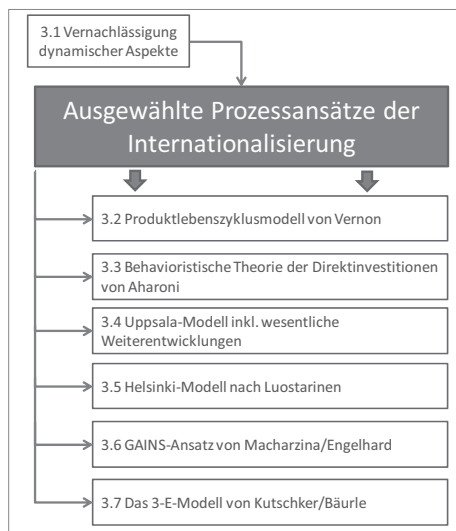 3.1 Vernachlässigung
dynamischer Aspekte
Ausgewählte Prozessansätze der
Internationalisierung
3.2 Produktlebenszyklusmodell von Vernon
3.3 Behavioristische Theorie der Direktinvestitionen
von Aharoni
3.4 Uppsala-Modell inkl. wesentliche
Weiterentwicklungen
3.5 Helsinki-Modell nach Luostarinen
3.6 GAINS-Ansatz von Macharzina/Engelhard
3.7 Das 3-E-Modell von Kutschker/Bäurle